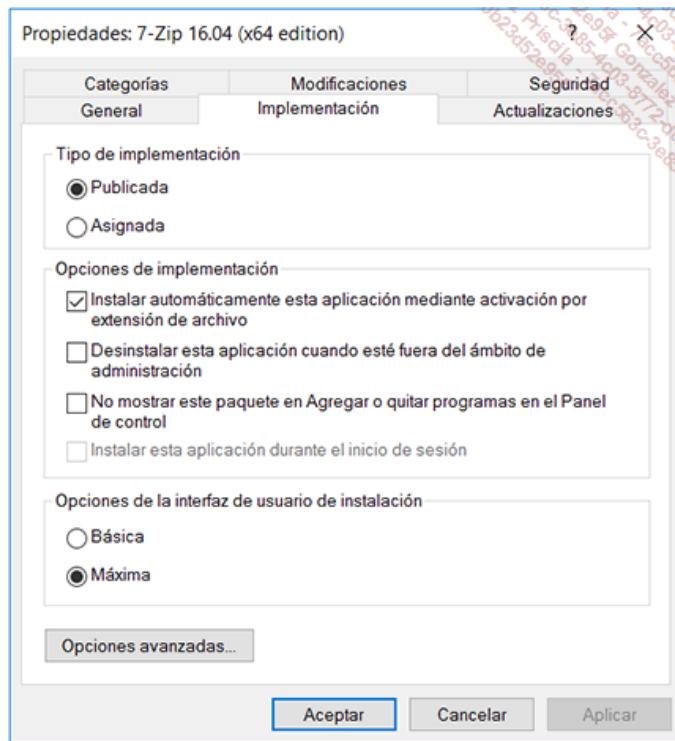 Propiedades: 7-Zip 16.04 (x64 edition)
?
Categorías Modificaciones Seguridad
General Implementación Actualizaciones
Tipo de implementación
Publicada
Asignada
Opciones de implementación
Instalar automáticamente esta aplicación mediante activación por
extensión de archivo
Desinstalar esta aplicación cuando esté fuera del ámbito de
administración
No mostrar este paquete en Agregar o quitar programas en el Panel
de control
Instalar esta aplicación durante el inicio de sesión
Opciones de la interfaz de usuario de instalación
Básica
Máxima
Opciones avanzadas...
Aceptar Cancelar Aplicar